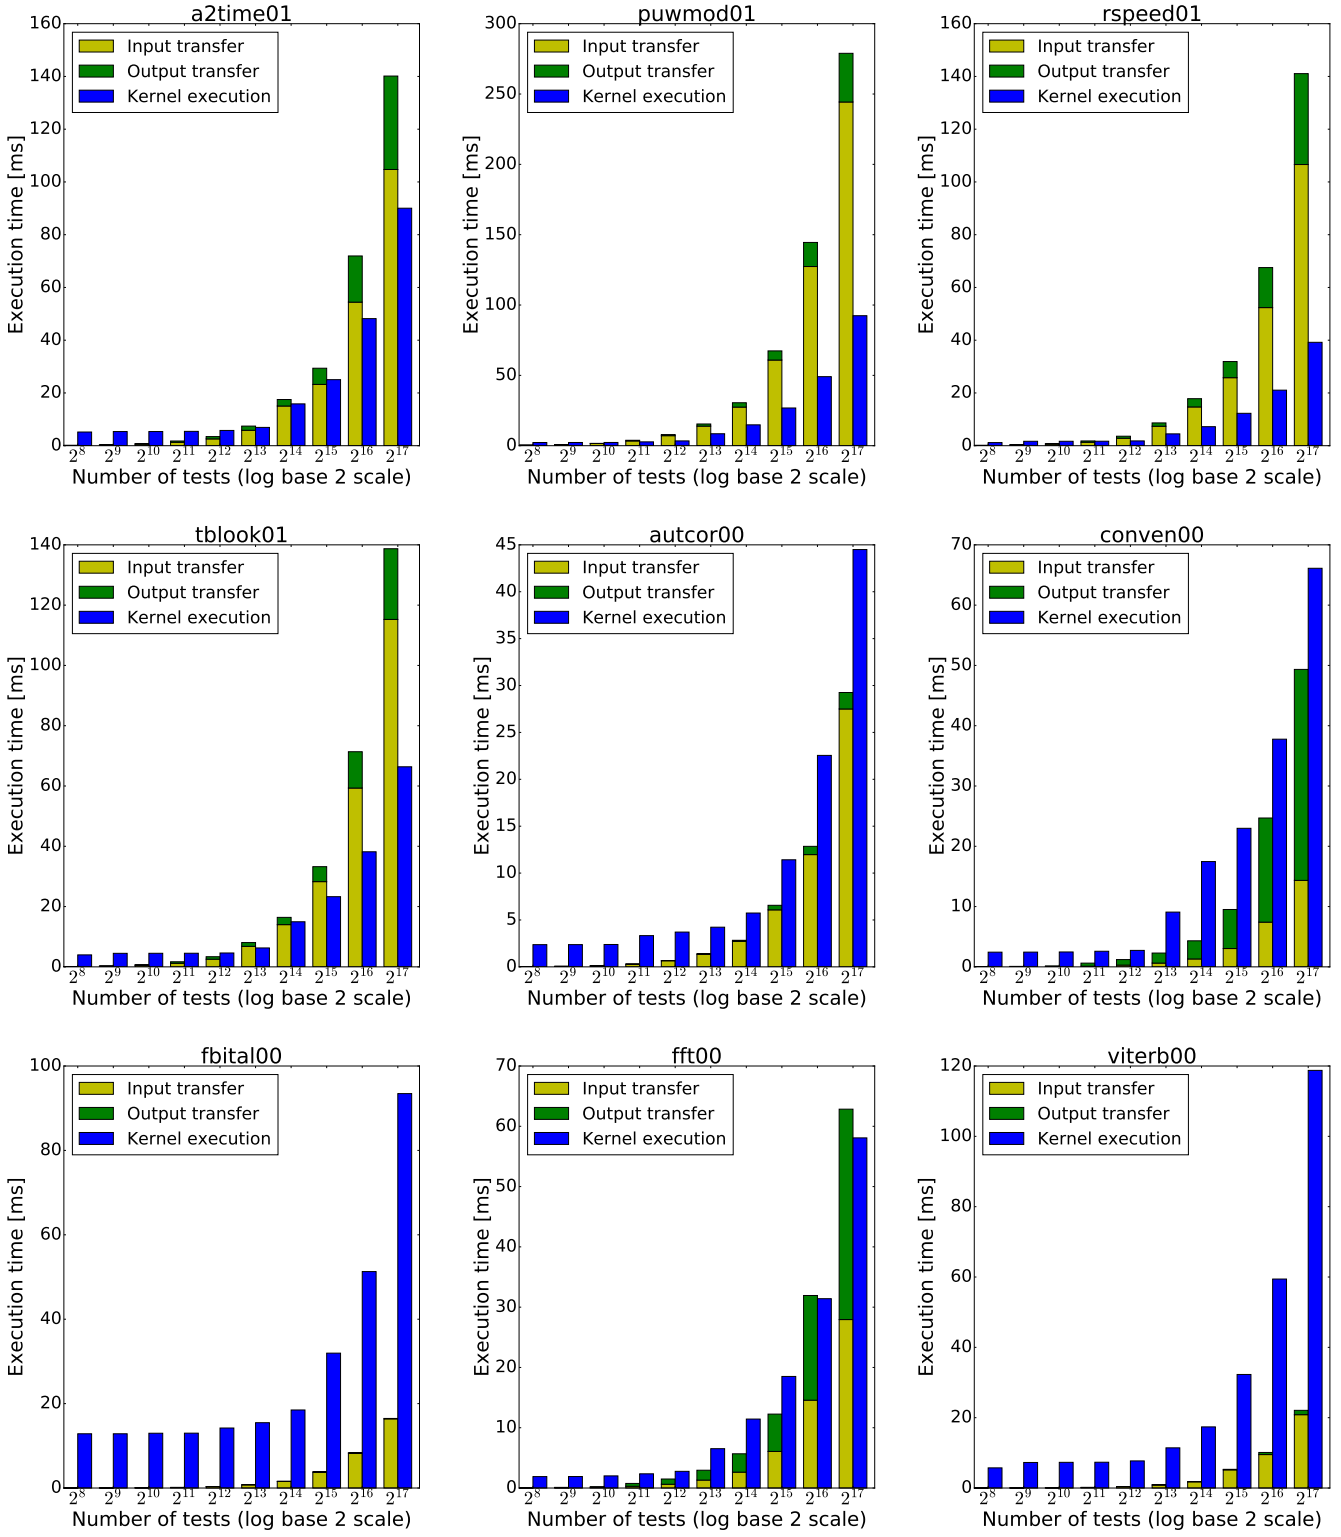 a2time01
160
140
120
100
80
60
40
20
0
Execution time [ms]
Input transfer
Output transfer
Kernel execution
2^8 2^9 2^10 2^11 2^12 2^13 2^14 2^15 2^16 2^17
Number of tests (log base 2 scale)
puwmod01
300
250
200
150
100
50
0
Execution time [ms]
Input transfer
Output transfer
Kernel execution
2^8 2^9 2^10 2^11 2^12 2^13 2^14 2^15 2^16 2^17
Number of tests (log base 2 scale)
rspeed01
160
140
120
100
80
60
40
20
0
Execution time [ms]
Input transfer
Output transfer
Kernel execution
2^8 2^9 2^10 2^11 2^12 2^13 2^14 2^15 2^16 2^17
Number of tests (log base 2 scale)
tblook01
140
120
100
80
60
40
20
0
Execution time [ms]
Input transfer
Output transfer
Kernel execution
2^8 2^9 2^10 2^11 2^12 2^13 2^14 2^15 2^16 2^17
Number of tests (log base 2 scale)
autcor00
45
40
35
30
25
20
15
10
5
0
Execution time [ms]
Input transfer
Output transfer
Kernel execution
2^8 2^9 2^10 2^11 2^12 2^13 2^14 2^15 2^16 2^17
Number of tests (log base 2 scale)
conven00
70
60
50
40
30
20
10
0
Execution time [ms]
Input transfer
Output transfer
Kernel execution
2^8 2^9 2^10 2^11 2^12 2^13 2^14 2^15 2^16 2^17
Number of tests (log base 2 scale)
fbital00
100
80
60
40
20
0
Execution time [ms]
Input transfer
Output transfer
Kernel execution
2^8 2^9 2^10 2^11 2^12 2^13 2^14 2^15 2^16 2^17
Number of tests (log base 2 scale)
fft00
70
60
50
40
30
20
10
0
Execution time [ms]
Input transfer
Output transfer
Kernel execution
2^8 2^9 2^10 2^11 2^12 2^13 2^14 2^15 2^16 2^17
Number of tests (log base 2 scale)
viterb00
120
100
80
60
40
20
0
Execution time [ms]
Input transfer
Output transfer
Kernel execution
2^8 2^9 2^10 2^11 2^12 2^13 2^14 2^15 2^16 2^17
Number of tests (log base 2 scale)